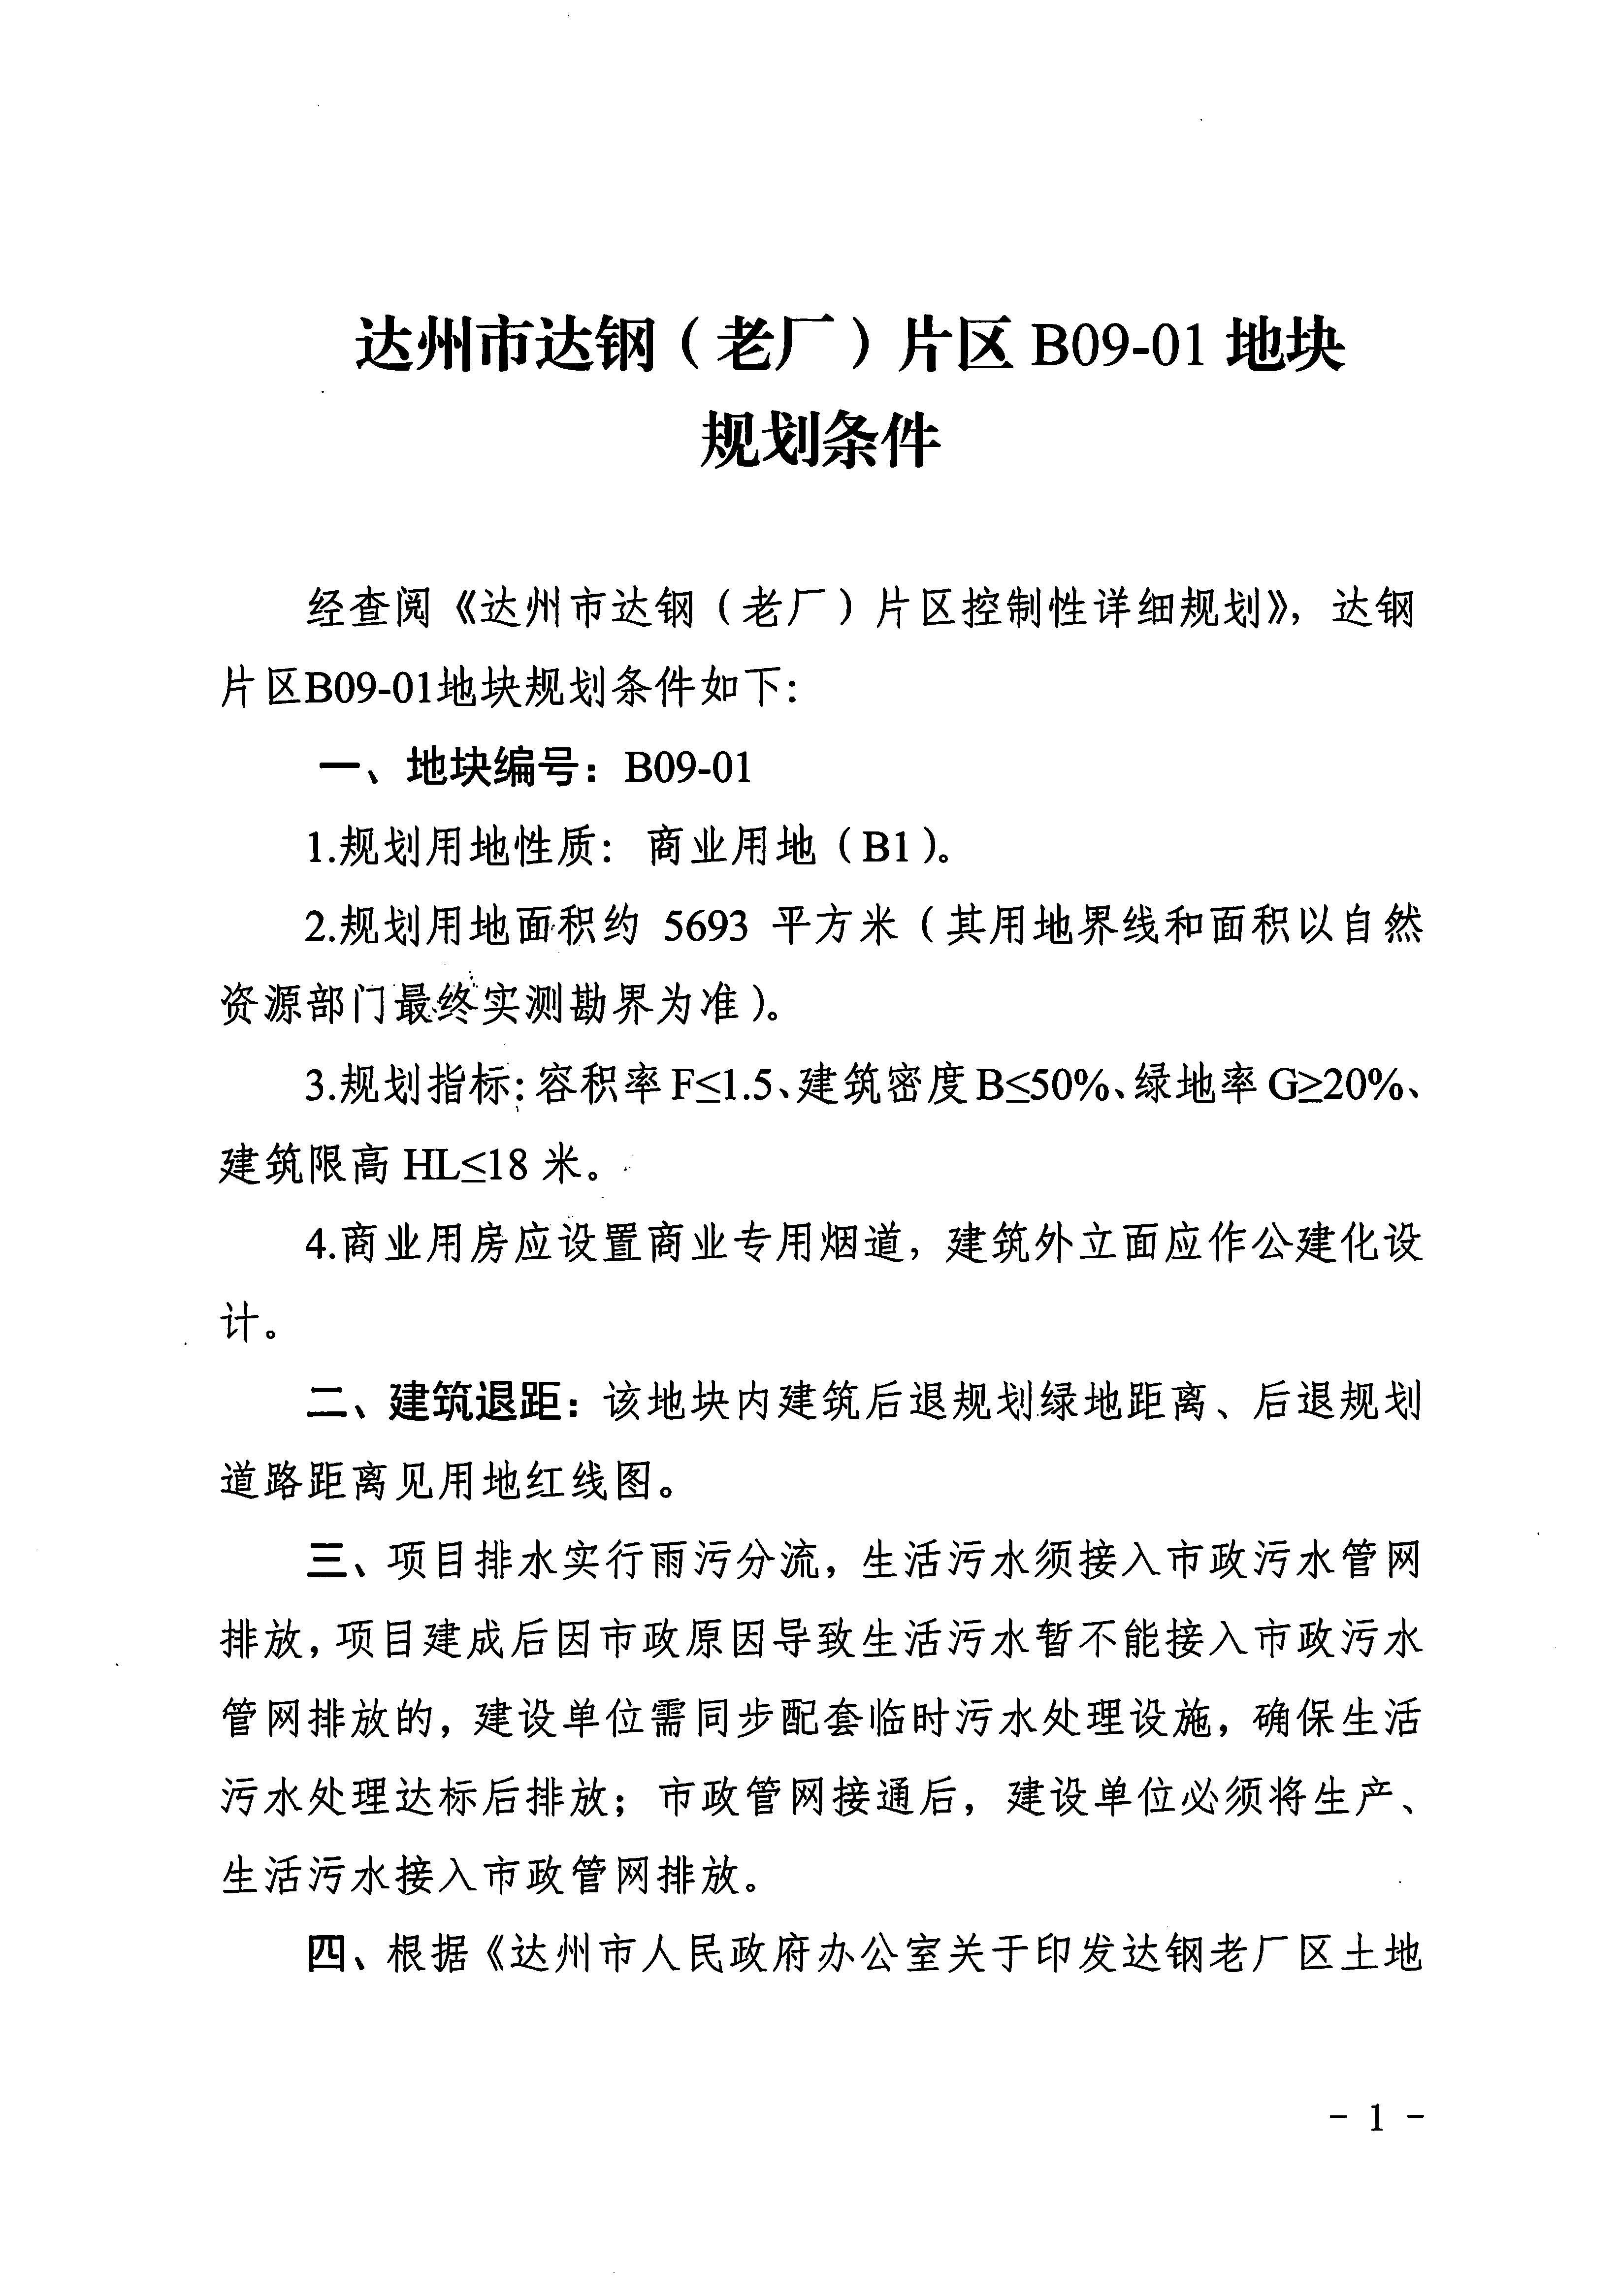 达州市达钢（老厂）片区 B09-01 地块
规划条件
经查阅《达州市达钢（老厂）片区控制性详细规划》，达钢
片区B09-01地块规划条件如下：
一、地块编号：B09-01
1.规划用地性质：商业用地（B1）。
2.规划用地面积约 5693 平方米（其用地界线和面积以自然
资源部门最终实测勘界为准）。
3.规划指标：容积率 F≤1.5、建筑密度 B≤50%、绿地率 G≥20%、
建筑限高 HL≤18 米。
4.商业用房应设置商业专用烟道，建筑外立面应作公建化设
计。
二、建筑退距：该地块内建筑后退规划绿地距离、后退规划
道路距离见用地红线图。
三、项目排水实行雨污分流，生活污水须接入市政污水管网
排放，项目建成后因市政原因导致生活污水暂不能接入市政污水
管网排放的，建设单位需同步配套临时污水处理设施，确保生活
污水处理达标后排放；市政管网接通后，建设单位必须将生产、
生活污水接入市政管网排放。
四、根据《达州市人民政府办公室关于印发达钢老厂区土地
- 1 -